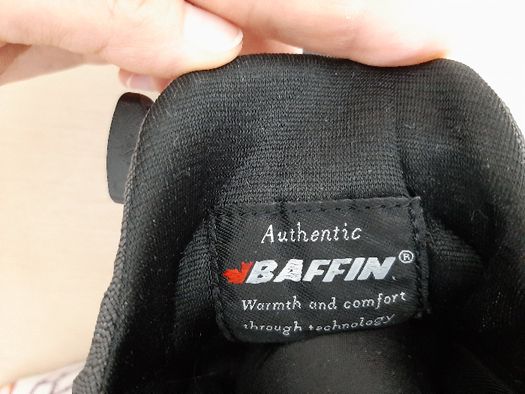 Authentic
BAFFIN®
Warmth and comfort
through technology